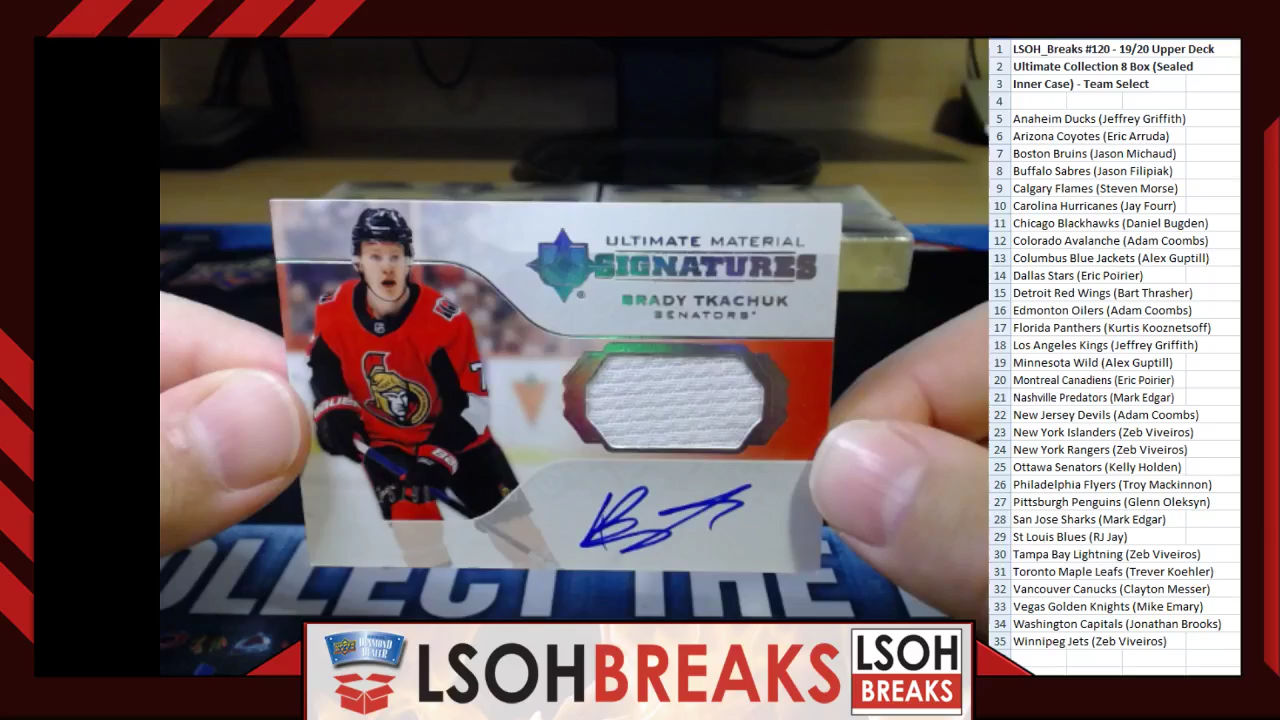 ULTIMATE MATERIAL
SIGNATURES
BRADY TKACHUK
SENATORS
COLLECT THE
UPPER DECK
DIAMOND
DEALER
LSOHBREAKS
LSOH
BREAKS
1 LSOH_Breaks #120 - 19/20 Upper Deck
2 Ultimate Collection 8 Box (Sealed
3 Inner Case) - Team Select
4
5 Anaheim Ducks (Jeffrey Griffith)
6 Arizona Coyotes (Eric Arruda)
7 Boston Bruins (Jason Michaud)
8 Buffalo Sabres (Jason Filipiak)
9 Calgary Flames (Steven Morse)
10 Carolina Hurricanes (Jay Fourr)
11 Chicago Blackhawks (Daniel Bugden)
12 Colorado Avalanche (Adam Coombs)
13 Columbus Blue Jackets (Alex Guptill)
14 Dallas Stars (Eric Poirier)
15 Detroit Red Wings (Bart Thrasher)
16 Edmonton Oilers (Adam Coombs)
17 Florida Panthers (Kurtis Kooznetsoff)
18 Los Angeles Kings (Jeffrey Griffith)
19 Minnesota Wild (Alex Guptill)
20 Montreal Canadiens (Eric Poirier)
21 Nashville Predators (Mark Edgar)
22 New Jersey Devils (Adam Coombs)
23 New York Islanders (Zeb Viveiros)
24 New York Rangers (Zeb Viveiros)
25 Ottawa Senators (Kelly Holden)
26 Philadelphia Flyers (Troy Mackinnon)
27 Pittsburgh Penguins (Glenn Oleksyn)
28 San Jose Sharks (Mark Edgar)
29 St Louis Blues (RJ Jay)
30 Tampa Bay Lightning (Zeb Viveiros)
31 Toronto Maple Leafs (Trever Koehler)
32 Vancouver Canucks (Clayton Messer)
33 Vegas Golden Knights (Mike Emary)
34 Washington Capitals (Jonathan Brooks)
35 Winnipeg Jets (Zeb Viveiros)